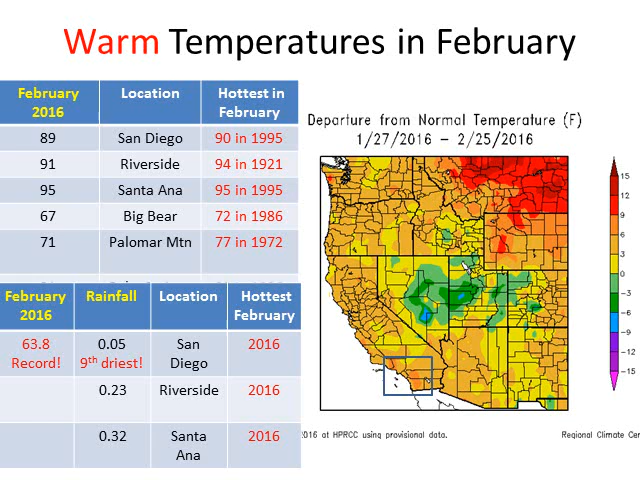 Warm Temperatures in February
February 2016 Location Hottest in February
89 San Diego 90 in 1995
91 Riverside 94 in 1921
95 Santa Ana 95 in 1995
67 Big Bear 72 in 1986
71 Palomar Mtn 77 in 1972
February 2016 Rainfall Location Hottest February
63.8 Record! 0.05 9th driest! San Diego 2016
0.23 Riverside 2016
0.32 Santa Ana 2016
Departure from Normal Temperature (F)
1/27/2016 – 2/25/2016
15
12
9
6
3
0
−3
−6
−9
−12
−15
2016 at HPRCC using provisional data.
Regional Climate Cen